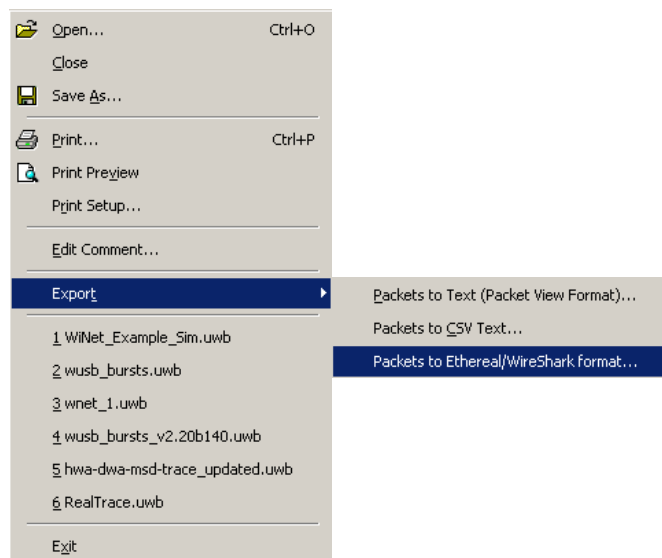 Open... Ctrl+O
Close
Save As...
Print... Ctrl+P
Print Preview
Print Setup...
Edit Comment...
Export
Packets to Text (Packet View Format)...
Packets to CSV Text...
Packets to Ethereal/WireShark format...
1 WiNet_Example_Sim.uwb
2 wusb_bursts.uwb
3 wnet_1.uwb
4 wusb_bursts_v2.20b140.uwb
5 hwa-dwa-msd-trace_updated.uwb
6 RealTrace.uwb
Exit